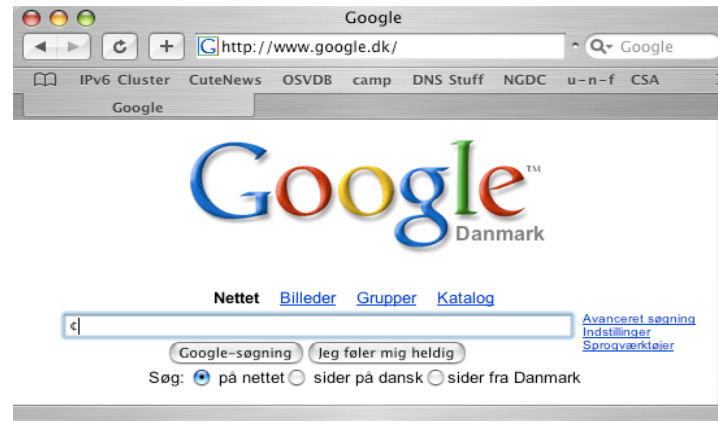 Google
http://www.google.dk/
Google
IPv6 Cluster CuteNews OSVDB camp DNS Stuff NGDC u-n-f CSA
Google
Google™
Danmark
Nettet Billeder Grupper Katalog
¢
Avanceret søgning
Indstillinger
Sprogværktøjer
Google-søgning Jeg føler mig heldig
Søg: på nettet sider på dansk sider fra Danmark